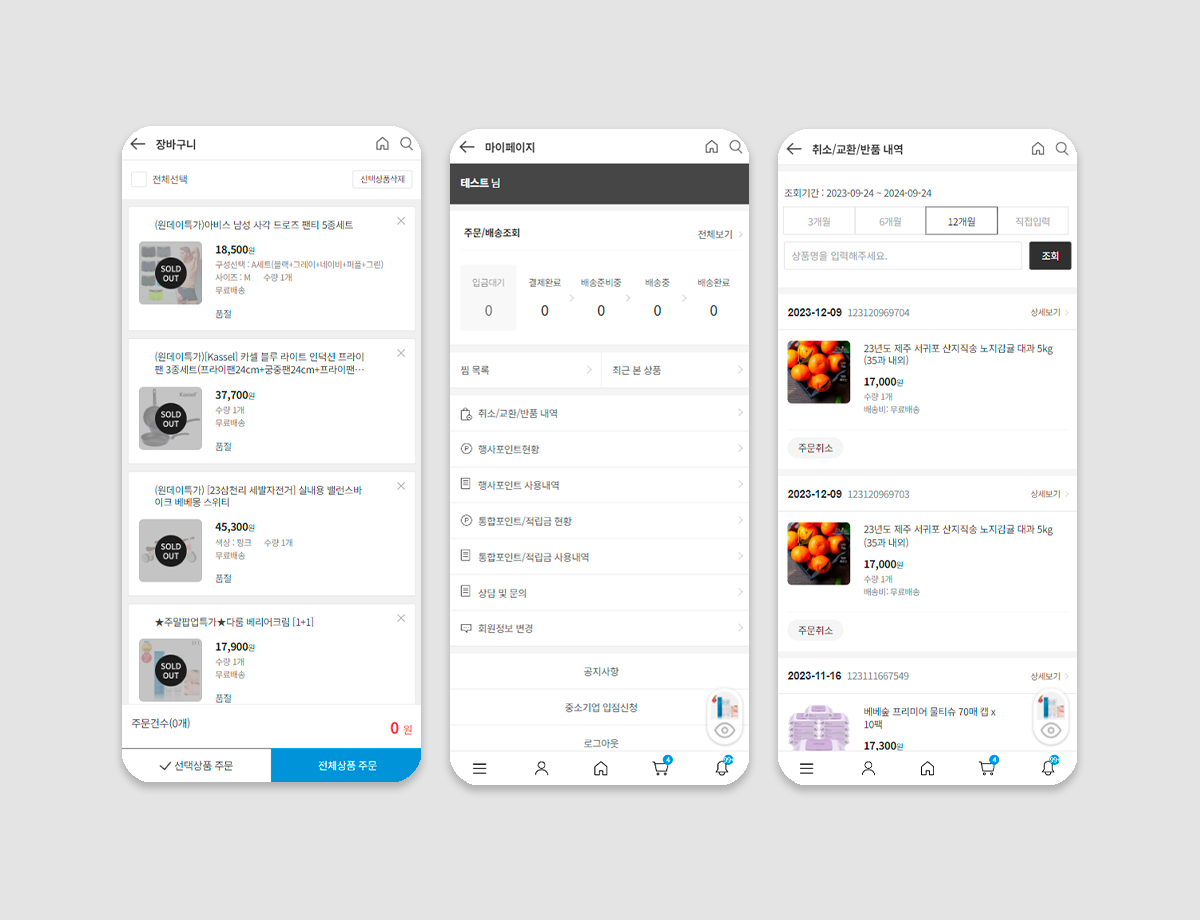 장바구니
전체선택
선택상품삭제
(원데이특가)아비스 남성 사각 드로즈 팬티 5종세트
SOLD OUT
18,500원
구성선택 : A세트(블랙+그레이+네이비+퍼플+그린)
사이즈 : M 수량 1개
무료배송
품절
(원데이특가)[Kassel] 카셀 블루 라이트 인덕션 프라이
팬 3종세트(프라이팬24cm+궁중팬24cm+프라이팬…
Kassel
SOLD OUT
37,700원
수량 1개
무료배송
품절
(원데이특가) [23삼천리 세발자전거] 실내용 밸런스바
이크 베베몽 스위티
SOLD OUT
45,300원
색상 : 핑크 수량 1개
무료배송
품절
★주말팝업특가★다룸 베리어크림 [1+1]
SOLD OUT
17,900원
수량 1개
무료배송
품절
주문건수(0개)
0 원
선택상품 주문
전체상품 주문
마이페이지
테스트 님
주문/배송조회
전체보기
입금대기
결제완료
배송준비중
배송중
배송완료
0
0
0
0
0
찜 목록
최근 본 상품
취소/교환/반품 내역
행사포인트현황
행사포인트 사용내역
통합포인트/적립금 현황
통합포인트/적립금 사용내역
상담 및 문의
회원정보 변경
공지사항
중소기업 입점신청
로그아웃
4
99+
취소/교환/반품 내역
조회기간 : 2023-09-24 ~ 2024-09-24
3개월
6개월
12개월
직접입력
상품명을 입력해주세요.
조회
2023-12-09 123120969704
상세보기
23년도 제주 서귀포 산지직송 노지감귤 대과 5kg
(35과 내외)
17,000원
수량 1개
배송비: 무료배송
주문취소
2023-12-09 123120969703
상세보기
23년도 제주 서귀포 산지직송 노지감귤 대과 5kg
(35과 내외)
17,000원
수량 1개
배송비: 무료배송
주문취소
2023-11-16 123111667549
상세보기
베베숲 프리미어 물티슈 70매 캡 x
10팩
17,300원
4
99+